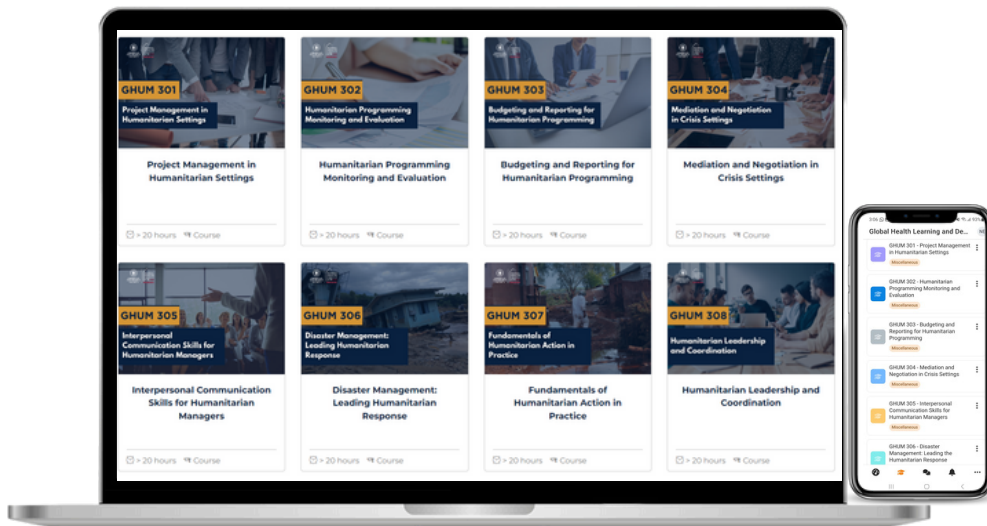 GHUM 301
Project Management in
Humanitarian Settings
Project Management in
Humanitarian Settings
> 20 hours Course
GHUM 302
Humanitarian Programming
Monitoring and Evaluation
Humanitarian Programming
Monitoring and Evaluation
> 20 hours Course
GHUM 303
Budgeting and Reporting for
Humanitarian Programming
Budgeting and Reporting for
Humanitarian Programming
> 20 hours Course
GHUM 304
Mediation and Negotiation
in Crisis Settings
Mediation and Negotiation in
Crisis Settings
> 20 hours Course
GHUM 305
Interpersonal
Communication Skills for
Humanitarian Managers
Interpersonal Communication
Skills for Humanitarian
Managers
> 20 hours Course
GHUM 306
Disaster Management:
Leading Humanitarian
Response
Disaster Management:
Leading Humanitarian
Response
> 20 hours Course
GHUM 307
Fundamentals of
Humanitarian Action in
Practice
Fundamentals of
Humanitarian Action in
Practice
> 20 hours Course
GHUM 308
Humanitarian Leadership
and Coordination
Humanitarian Leadership and
Coordination
> 20 hours Course
3:06
93%
Global Health Learning and De...
GHUM 301 - Project Management
in Humanitarian Settings
Miscellaneous
GHUM 302 - Humanitarian
Programming Monitoring and
Evaluation
Miscellaneous
GHUM 303 - Budgeting and
Reporting for Humanitarian
Programming
Miscellaneous
GHUM 304 - Mediation and
Negotiation in Crisis Settings
Miscellaneous
GHUM 305 - Interpersonal
Communication Skills for
Humanitarian Managers
Miscellaneous
GHUM 306 - Disaster
Management: Leading the
Humanitarian Response